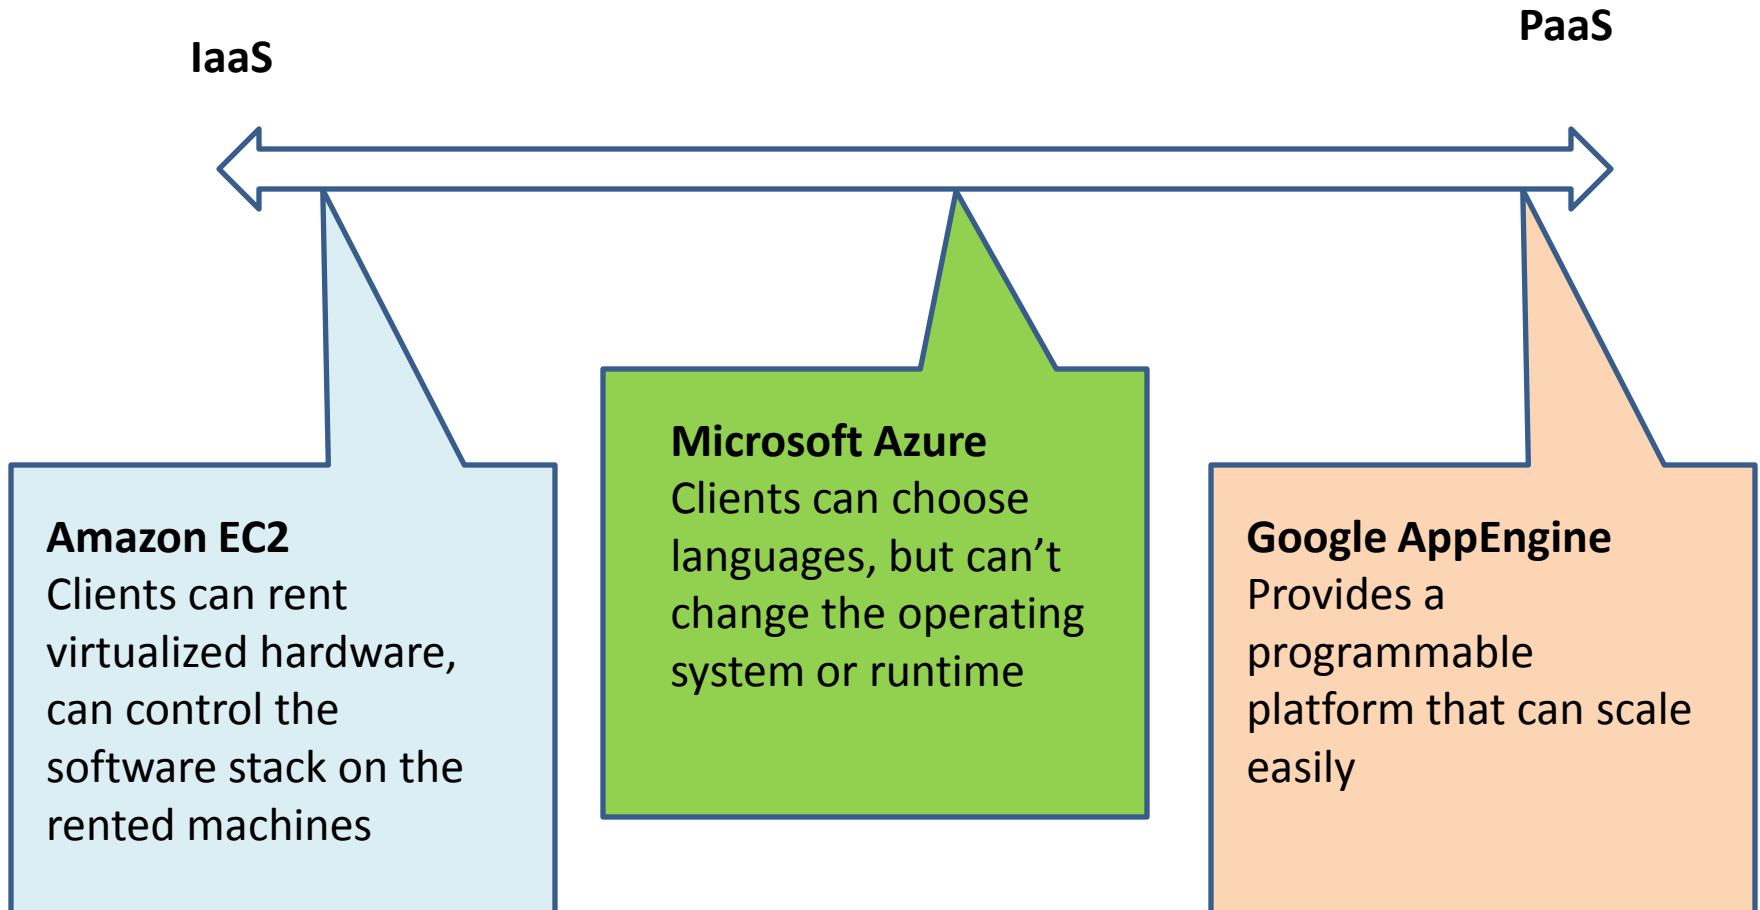 IaaS
PaaS
Amazon EC2
Clients can rent
virtualized hardware,
can control the
software stack on the
rented machines
Microsoft Azure
Clients can choose
languages, but can’t
change the operating
system or runtime
Google AppEngine
Provides a
programmable
platform that can scale
easily